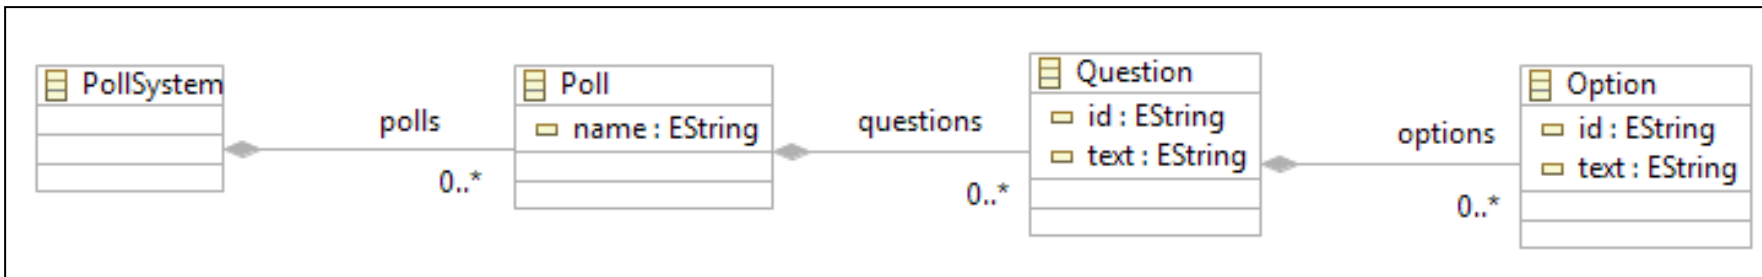 PollSystem
polls
0..*
Poll
name : EString
questions
0..*
Question
id : EString
text : EString
options
0..*
Option
id : EString
text : EString